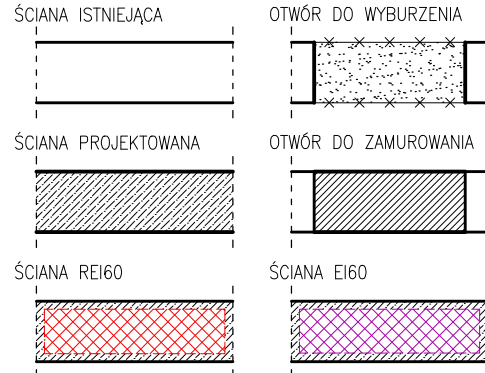 ŚCIANA ISTNIEJĄCA
OTWÓR DO WYBURZENIA
ŚCIANA PROJEKTOWANA
OTWÓR DO ZAMUROWANIA
ŚCIANA REI60
ŚCIANA EI60